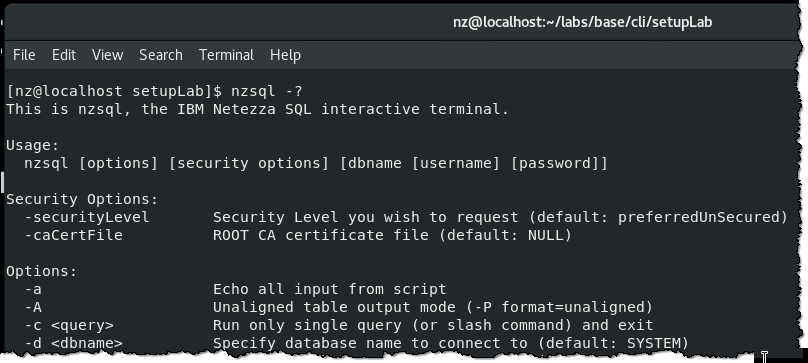 nz@localhost:~/labs/base/cli/setupLab
File Edit View Search Terminal Help
[nz@localhost setupLab]$ nzsql -?
This is nzsql, the IBM Netezza SQL interactive terminal.
Usage:
nzsql [options] [security options] [dbname [username] [password]]
Security Options:
-securityLevel Security Level you wish to request (default: preferredUnSecured)
-caCertFile ROOT CA certificate file (default: NULL)
Options:
-a Echo all input from script
-A Unaligned table output mode (-P format=unaligned)
-c <query> Run only single query (or slash command) and exit
-d <dbname> Specify database name to connect to (default: SYSTEM)